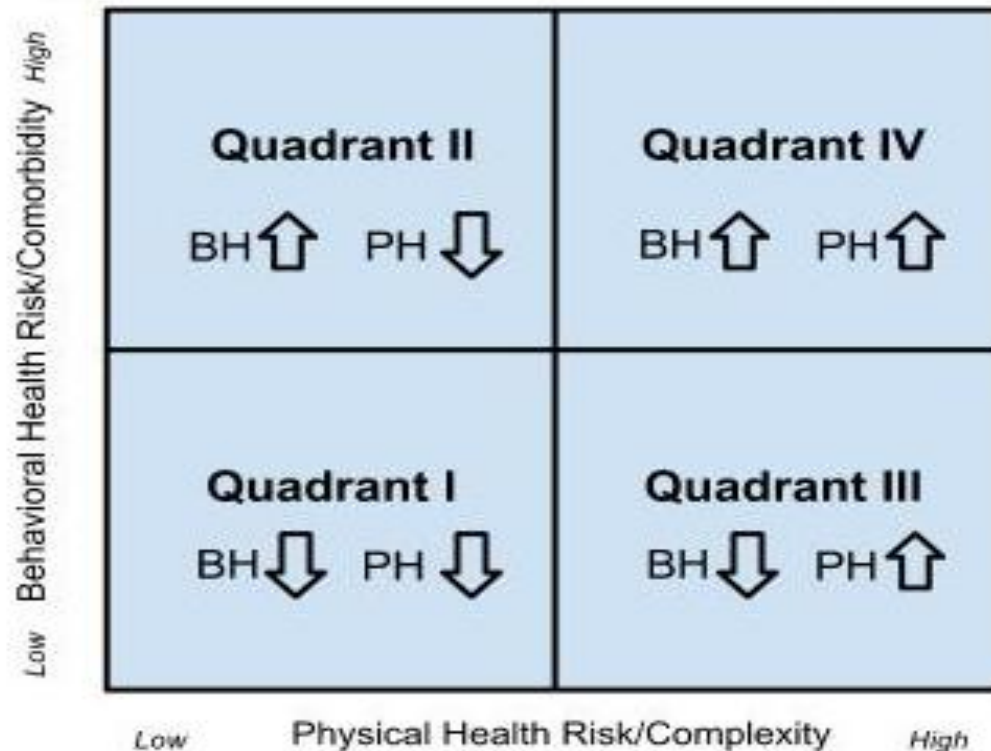 High
Behavioral Health Risk/Comorbidity
Low
Quadrant II
BH PH
Quadrant IV
BH PH
Quadrant I
BH PH
Quadrant III
BH PH
Low Physical Health Risk/Complexity High